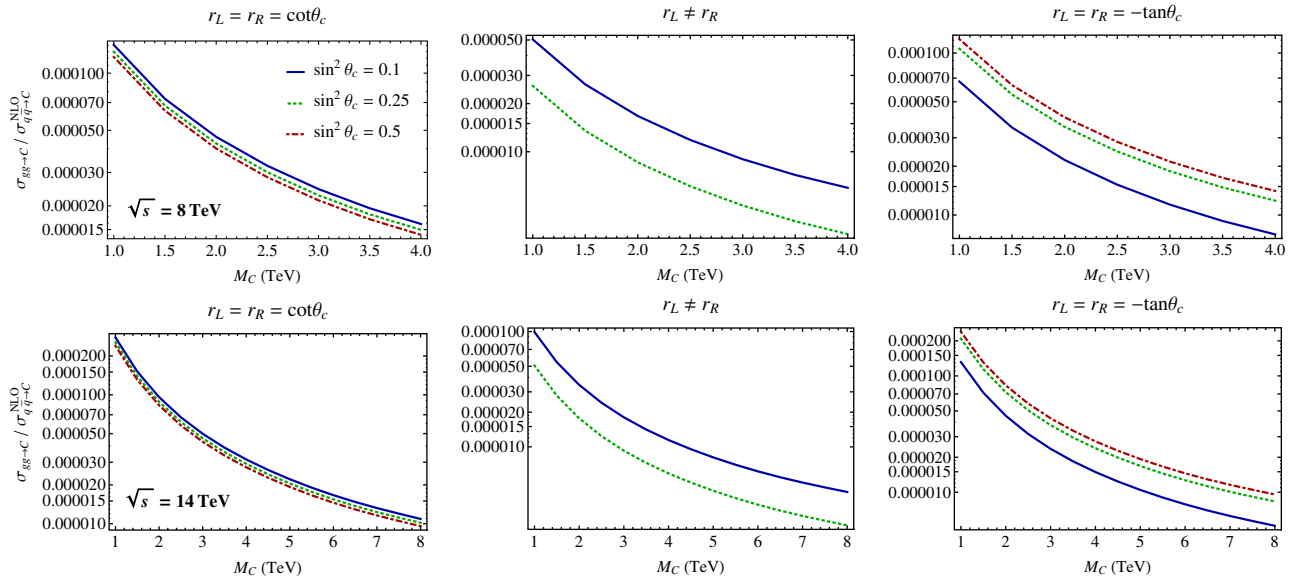 r_L = r_R = cotθ_c
r_L ≠ r_R
r_L = r_R = −tanθ_c
σ_{gg→C} / σ^{NLO}_{q q̄→C}
0.000100
0.000070
0.000050
0.000030
0.000020
0.000015
sin² θ_c = 0.1
sin² θ_c = 0.25
sin² θ_c = 0.5
√s = 8 TeV
1.0 1.5 2.0 2.5 3.0 3.5 4.0
M_C (TeV)
0.000050
0.000030
0.000020
0.000015
0.000010
1.0 1.5 2.0 2.5 3.0 3.5 4.0
M_C (TeV)
0.000100
0.000070
0.000050
0.000030
0.000020
0.000015
0.000010
1.0 1.5 2.0 2.5 3.0 3.5 4.0
M_C (TeV)
r_L = r_R = cotθ_c
r_L ≠ r_R
r_L = r_R = −tanθ_c
σ_{gg→C} / σ^{NLO}_{q q̄→C}
0.000200
0.000100
0.000070
0.000050
0.000030
0.000020
0.000015
0.000010
√s = 14 TeV
1 2 3 4 5 6 7 8
M_C (TeV)
0.000100
0.000070
0.000050
0.000030
0.000020
0.000015
0.000010
1 2 3 4 5 6 7 8
M_C (TeV)
0.000200
0.000150
0.000100
0.000070
0.000050
0.000030
0.000020
0.000015
0.000010
1 2 3 4 5 6 7 8
M_C (TeV)